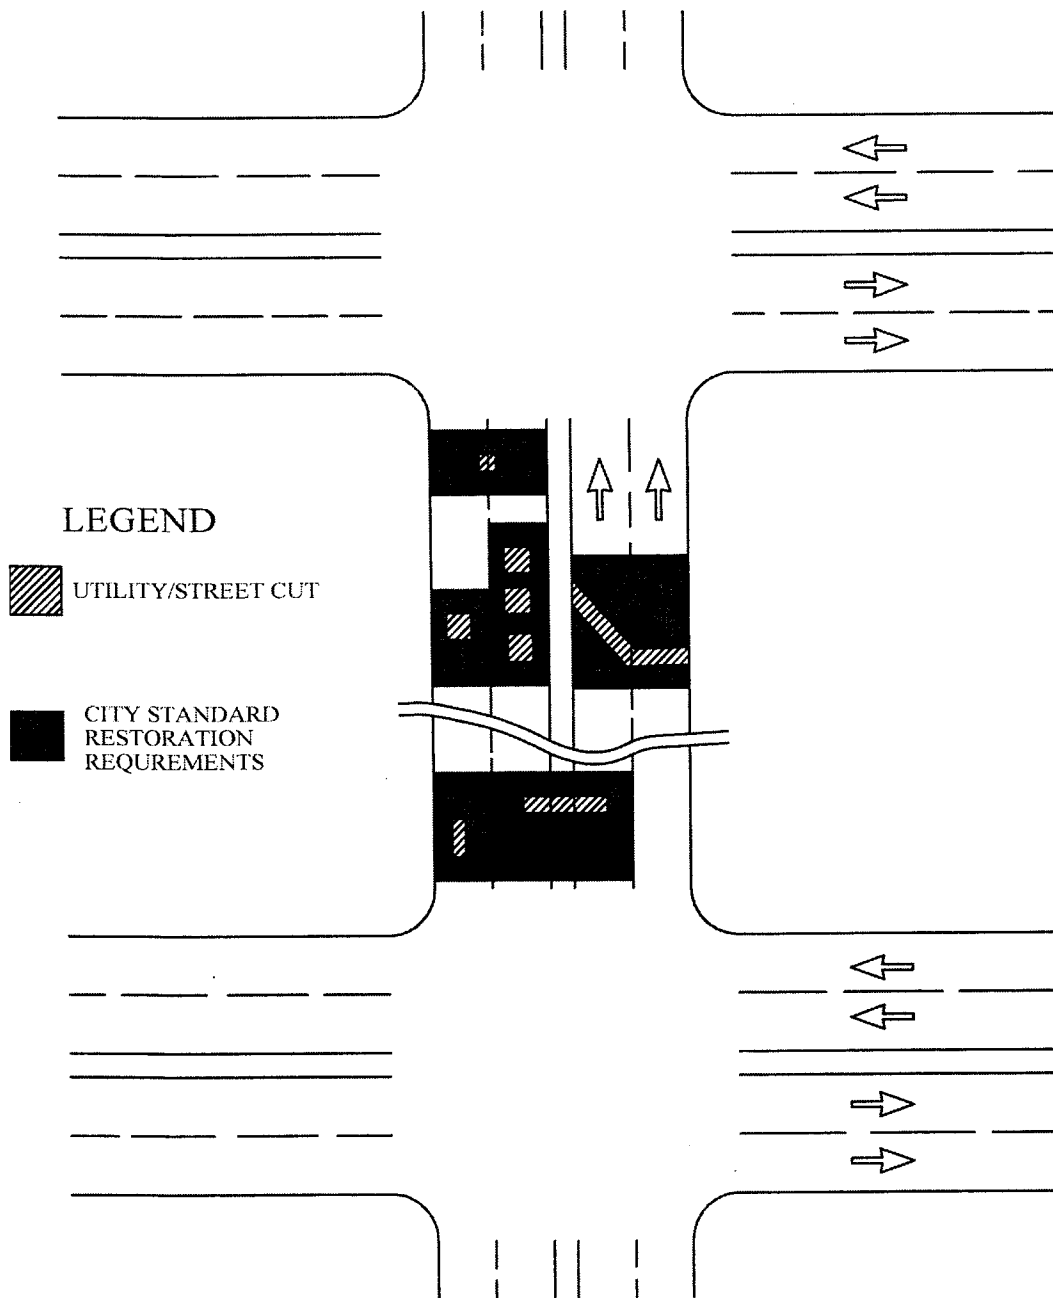 LEGEND
UTILITY/STREET CUT
CITY STANDARD
RESTORATION
REQUREMENTS